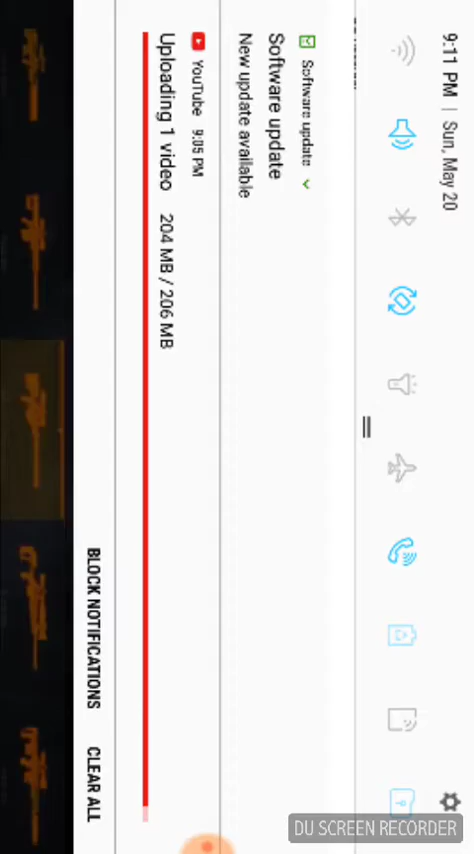 9:11 PM | Sun, May 20
Software update
Software update
New update available
YouTube 9:05 PM
Uploading 1 video 204 MB / 206 MB
BLOCK NOTIFICATIONS CLEAR ALL
DU SCREEN RECORDER